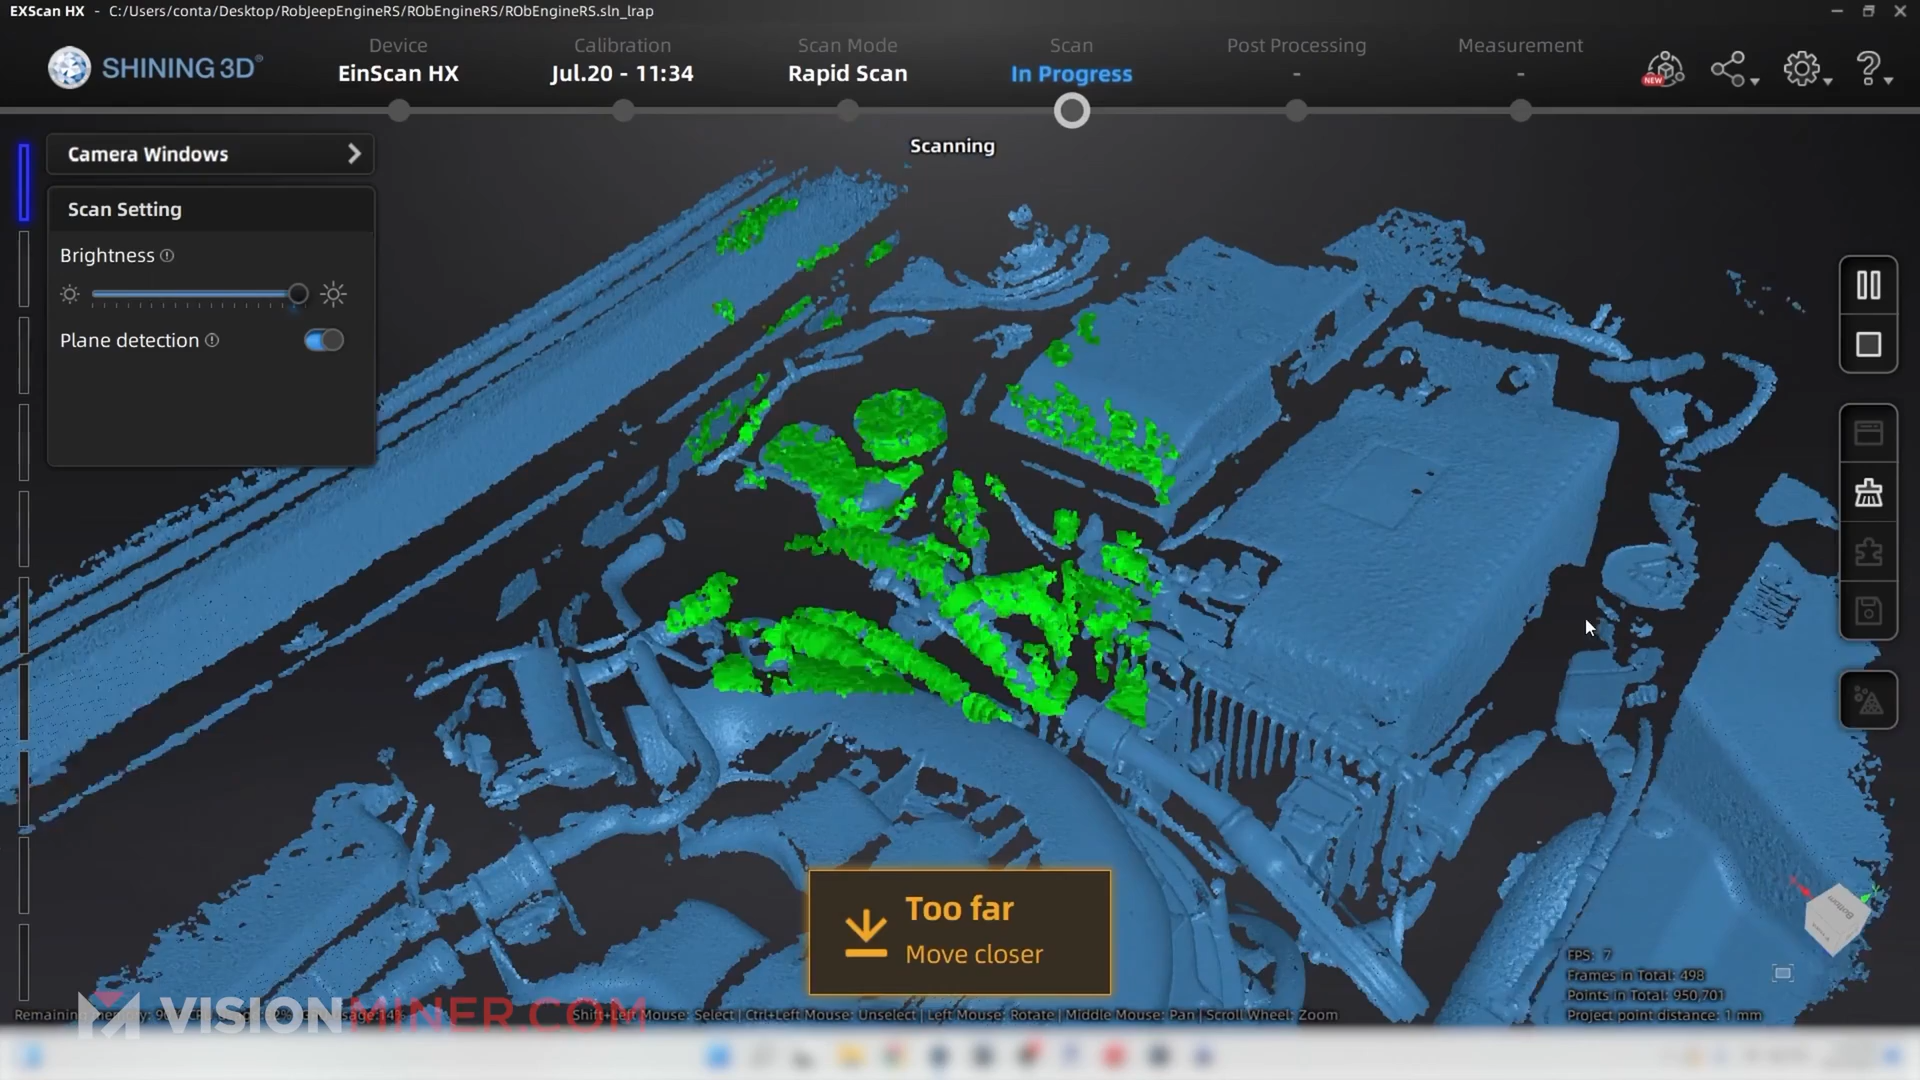 EXScan HX - C:/Users/conta/Desktop/RobJeepEngineRS/RObEngineRS/RObEngineRS.sln_lrap
SHINING 3D®
Device
EinScan HX
Calibration
Jul.20 - 11:34
Scan Mode
Rapid Scan
Scan
In Progress
Post Processing
-
Measurement
-
NEW
Scanning
Camera Windows
Scan Setting
Brightness
Plane detection
Too far
Move closer
Bottom
FPS: 7
Frames in Total: 498
Points in Total: 950,701
Project point distance: 1 mm
VISIONMINER.COM
Shift+Left Mouse: Select | Ctrl+Left Mouse: Unselect | Left Mouse: Rotate | Middle Mouse: Pan | Scroll Wheel: Zoom